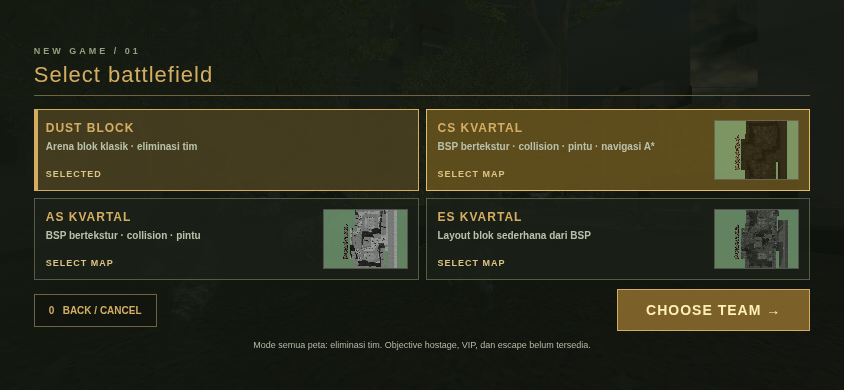 NEW GAME / 01
Select battlefield
DUST BLOCK
Arena blok klasik · eliminasi tim
SELECTED
CS KVARTAL
BSP bertekstur · collision · pintu · navigasi A*
SELECT MAP
AS KVARTAL
BSP bertekstur · collision · pintu
SELECT MAP
ES KVARTAL
Layout blok sederhana dari BSP
SELECT MAP
0 BACK / CANCEL
CHOOSE TEAM →
Mode semua peta: eliminasi tim. Objective hostage, VIP, dan escape belum tersedia.